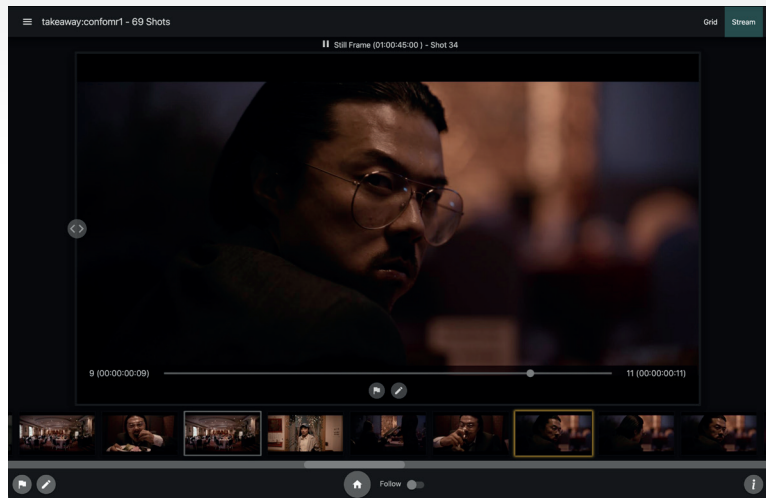 takeaway:confomr1 - 69 Shots
Grid
Stream
Still Frame (01:00:45:00 ) - Shot 34
9 (00:00:00:09)
11 (00:00:00:11)
Follow
i